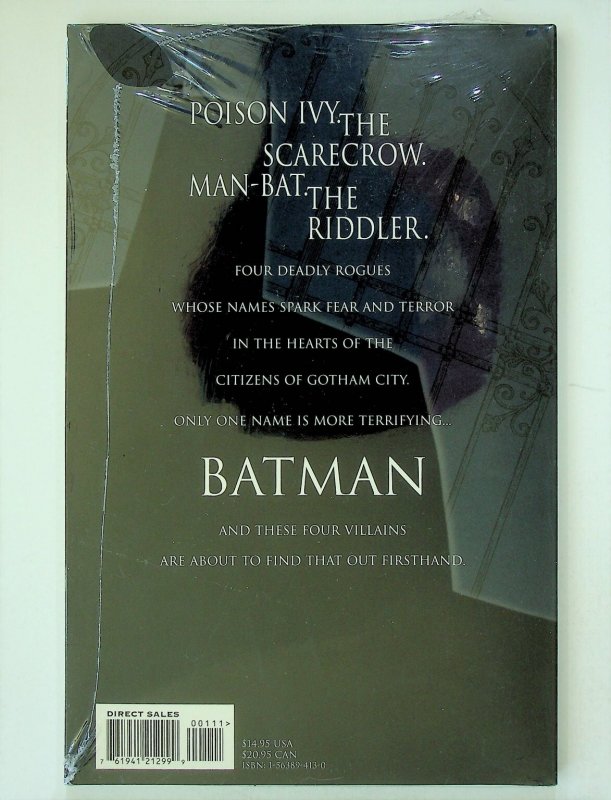 POISON IVY. THE
SCARECROW.
MAN-BAT. THE
RIDDLER.
FOUR DEADLY ROGUES
WHOSE NAMES SPARK FEAR AND TERROR
IN THE HEARTS OF THE
CITIZENS OF GOTHAM CITY.
ONLY ONE NAME IS MORE TERRIFYING...
BATMAN
AND THESE FOUR VILLAINS
ARE ABOUT TO FIND THAT OUT FIRSTHAND.
DIRECT SALES
00111>
7 61941 21299 9
$14.95 USA
$20.95 CAN
ISBN: 1-56389-413-0